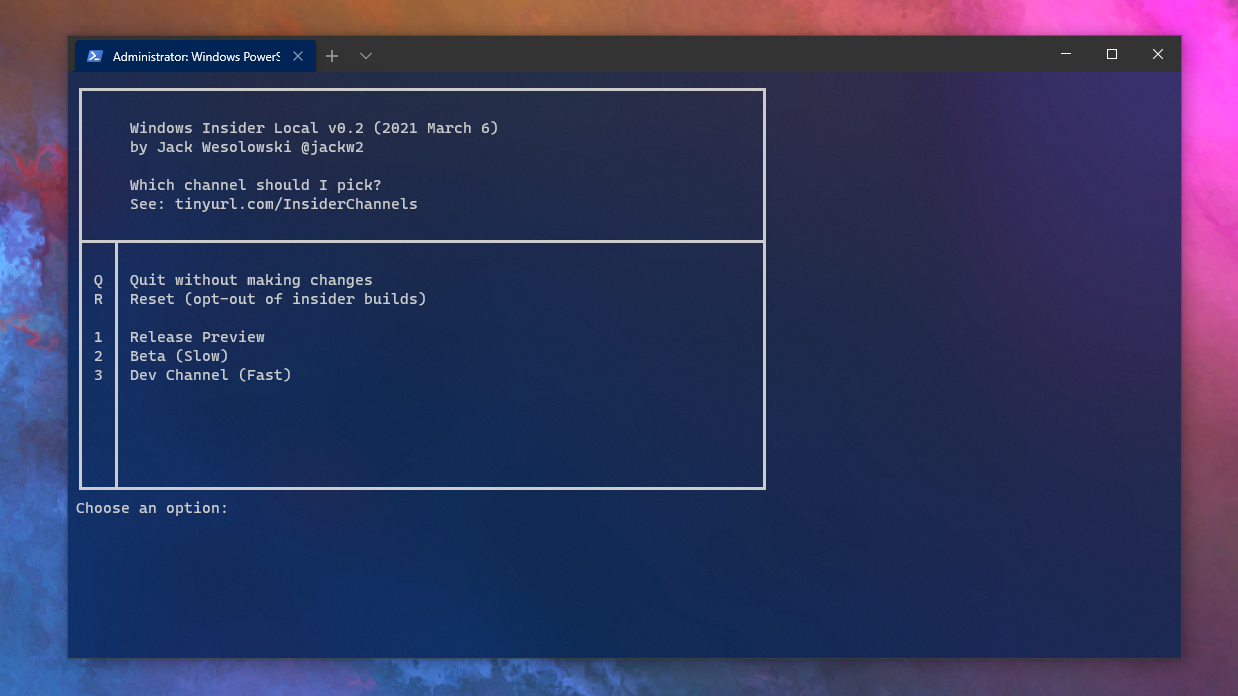 Administrator: Windows PowerS
Windows Insider Local v0.2 (2021 March 6)
by Jack Wesolowski @jackw2
Which channel should I pick?
See: tinyurl.com/InsiderChannels
Q Quit without making changes
R Reset (opt-out of insider builds)
1 Release Preview
2 Beta (Slow)
3 Dev Channel (Fast)
Choose an option: